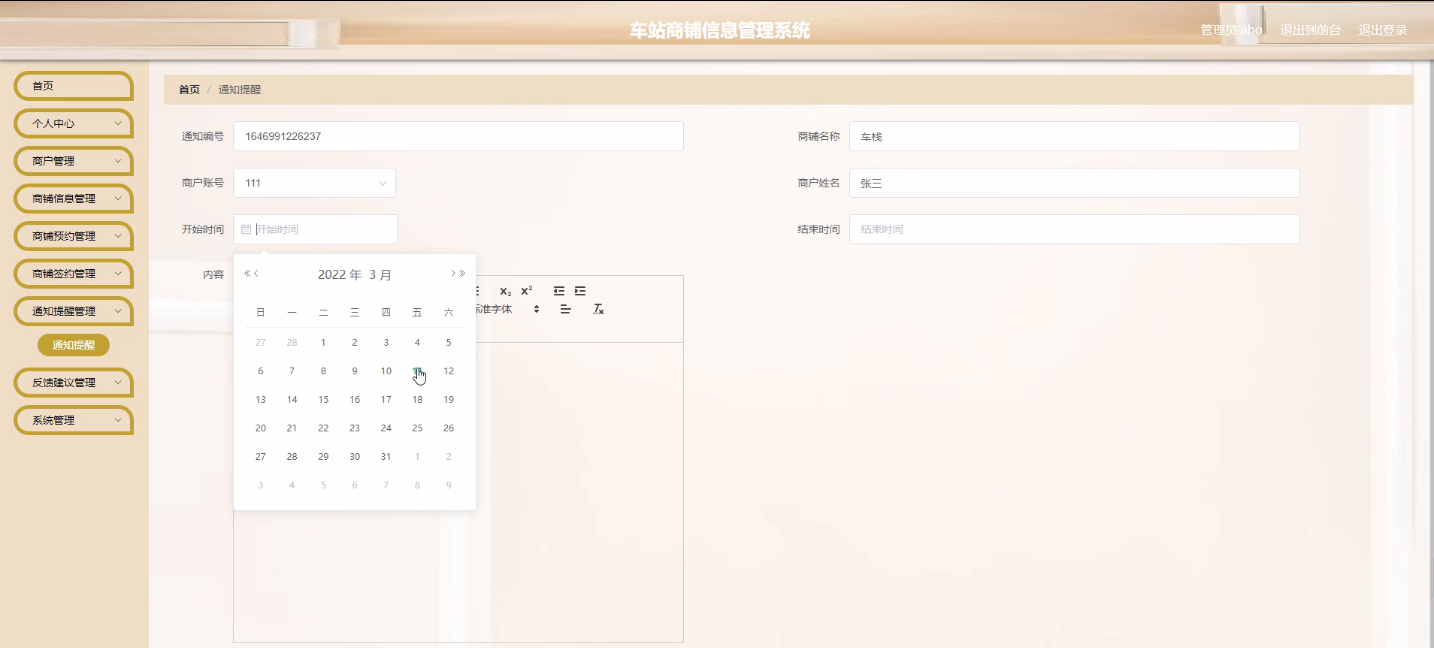 车站商铺信息管理系统
管理员 abo 退出到前台 退出登录
首页
个人中心
商户管理
商铺信息管理
商铺预约管理
商铺签约管理
通知提醒管理
通知提醒
反馈建议管理
系统管理
首页 / 通知提醒
通知编号 1646991226237 商铺名称 车栈
商户账号 111 商户姓名 张三
开始时间 开始时间 结束时间 结束时间
内容
2022 年 3 月
日 一 二 三 四 五 六
27 28 1 2 3 4 5
6 7 8 9 10 12
13 14 15 16 17 18 19
20 21 22 23 24 25 26
27 28 29 30 31 1 2
3 4 5 6 7 8 9
x₂ x²
标准字体